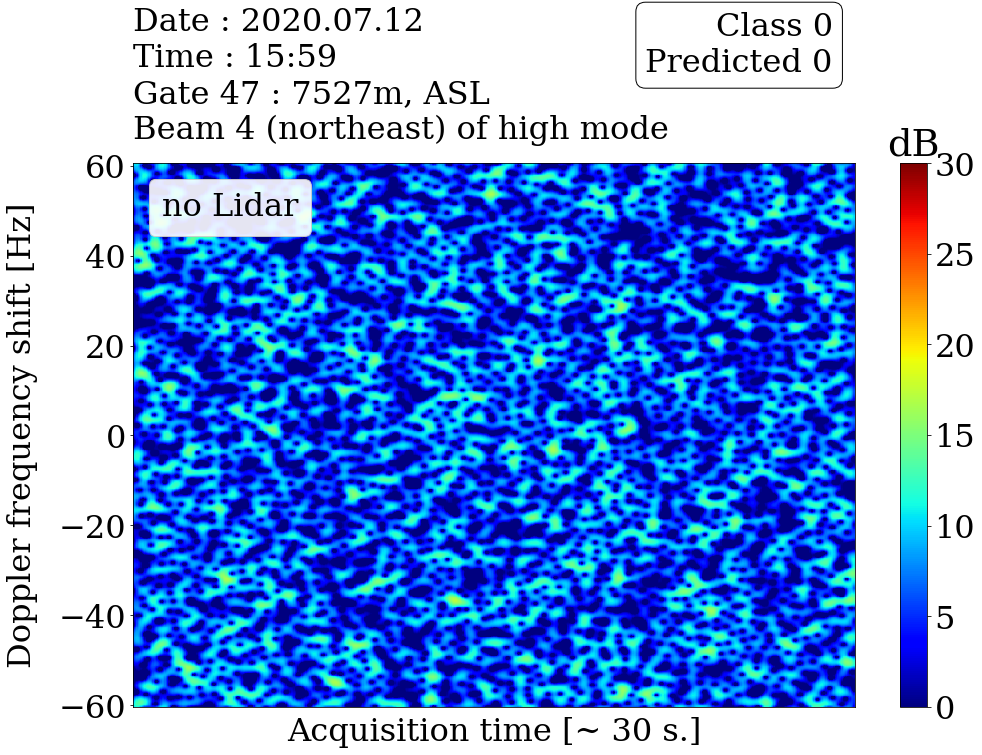 Date : 2020.07.12
Time : 15:59
Gate 47 : 7527m, ASL
Beam 4 (northeast) of high mode
Class 0
Predicted 0
dB
no Lidar
60
40
20
0
−20
−40
−60
Doppler frequency shift [Hz]
Acquisition time [~ 30 s.]
30
25
20
15
10
5
0